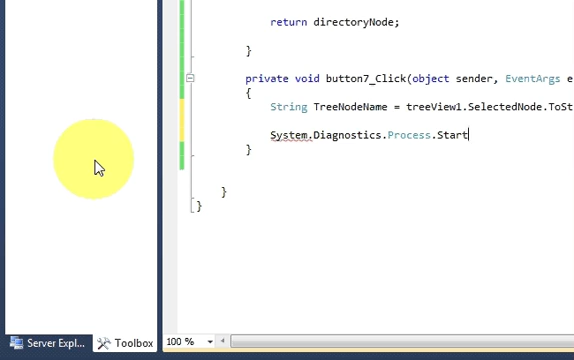 return directoryNode;
}
private void button7_Click(object sender, EventArgs e
{
String TreeNodeName = treeView1.SelectedNode.ToSt
System.Diagnostics.Process.Start
}
}
}
100 %
Server Expl... Toolbox